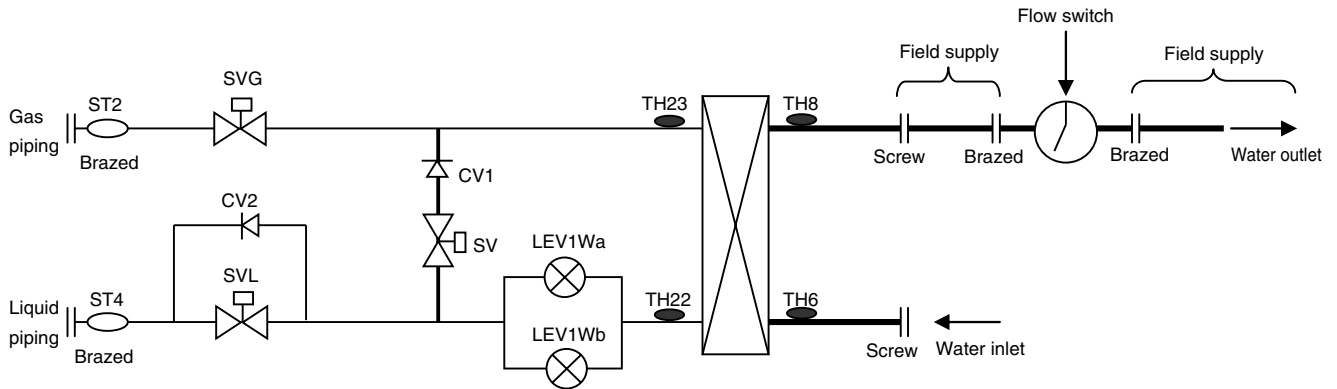 Flow switch
Field supply
Field supply
SVG
ST2
TH23
TH8
Gas
piping
Brazed
Screw
Brazed
Brazed
Water outlet
CV1
CV2
SV
LEV1Wa
SVL
ST4
TH22
TH6
Liquid
piping
Brazed
LEV1Wb
Screw
Water inlet